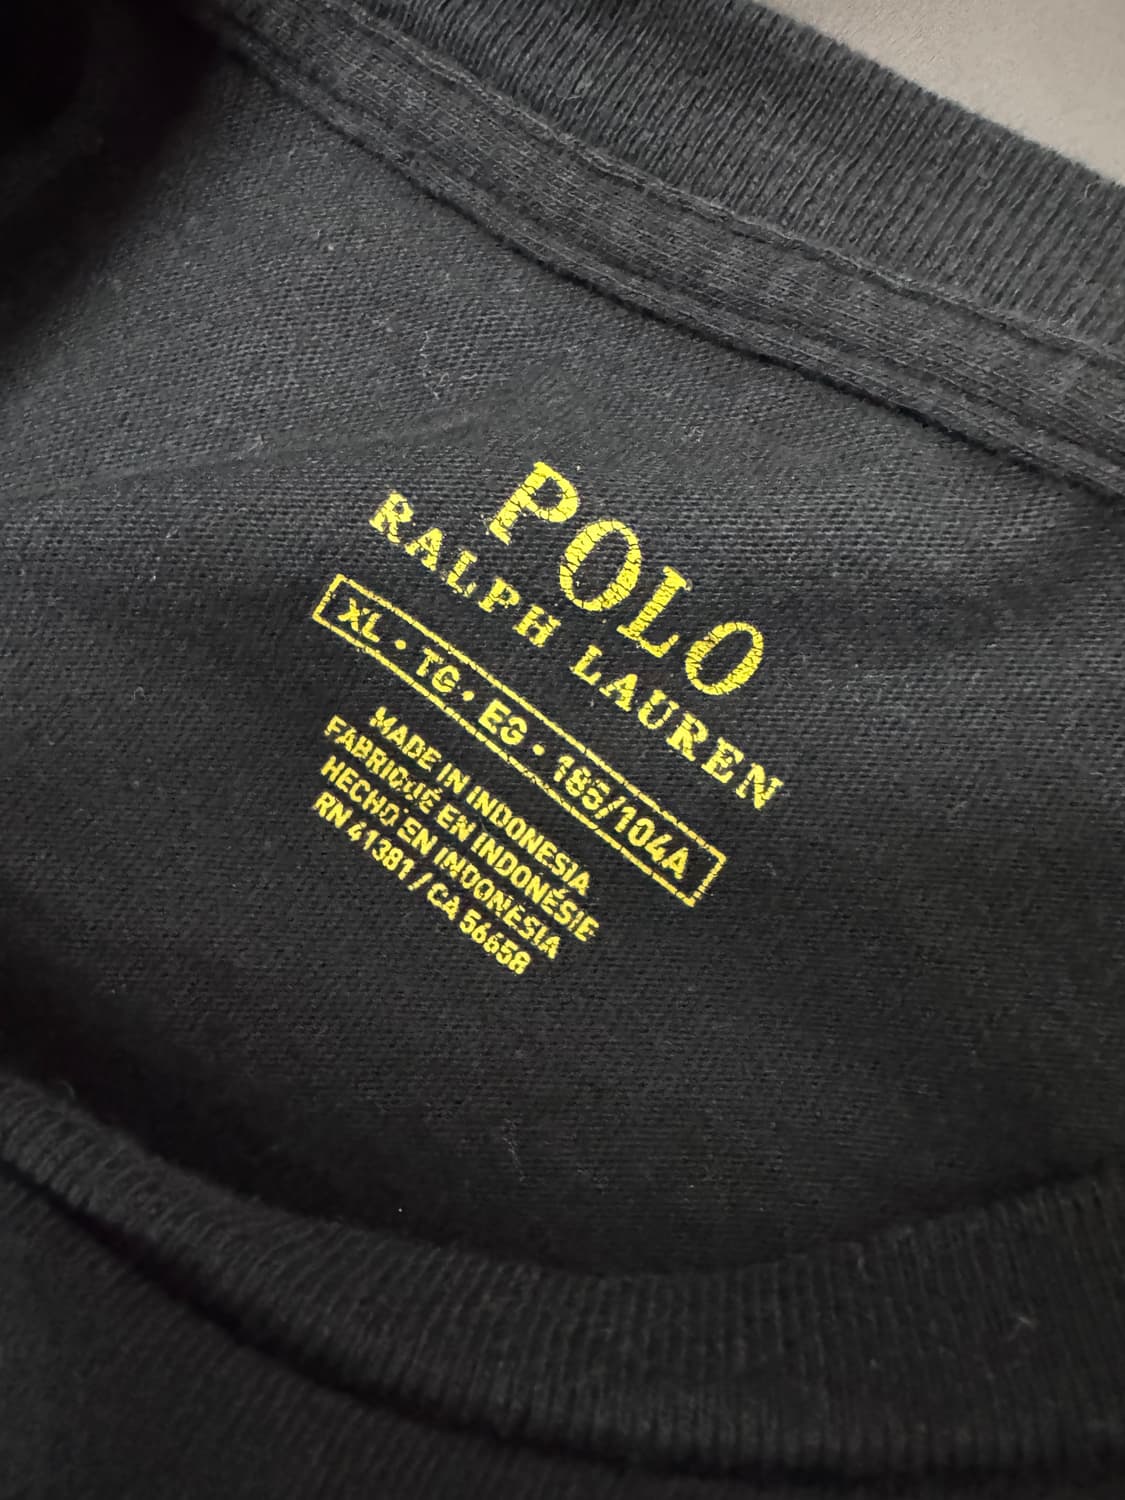 POLO
RALPH LAUREN
XL • TG • EG • 185/104A
MADE IN INDONESIA
FABRIQUÉ EN INDONÉSIE
HECHO EN INDONESIA
RN 41381 / CA 56658